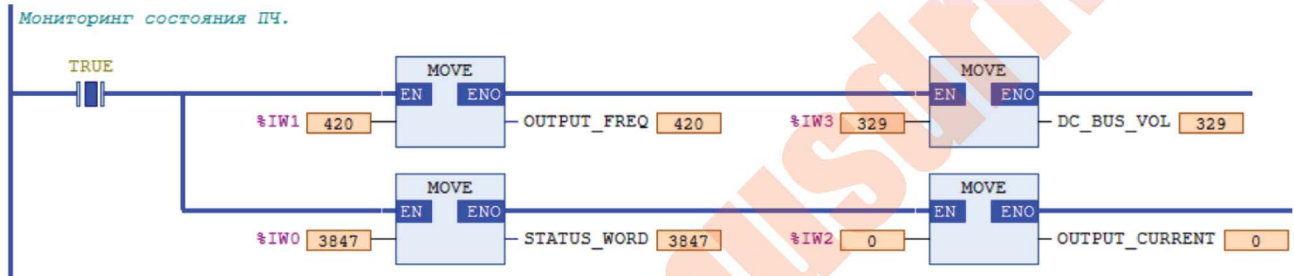 Мониторинг состояния ПЧ.
TRUE
MOVE MOVE
EN ENO EN ENO
%IW1 420 OUTPUT_FREQ 420 %IW3 329 DC_BUS_VOL 329
MOVE MOVE
EN ENO EN ENO
%IW0 3847 STATUS_WORD 3847 %IW2 0 OUTPUT_CURRENT 0